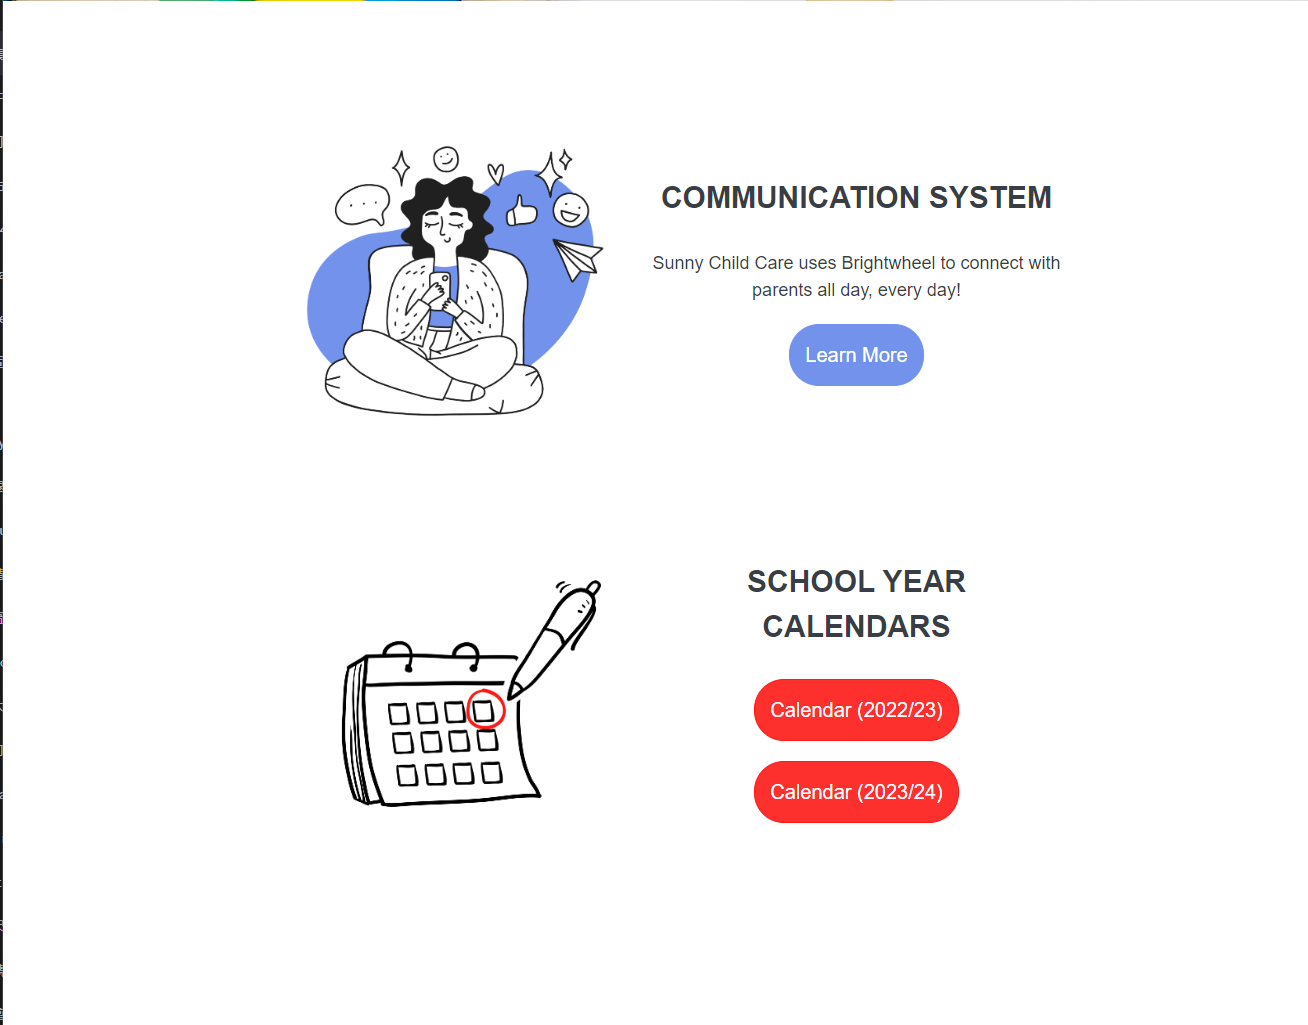 COMMUNICATION SYSTEM
Sunny Child Care uses Brightwheel to connect with
parents all day, every day!
Learn More
SCHOOL YEAR
CALENDARS
Calendar (2022/23)
Calendar (2023/24)